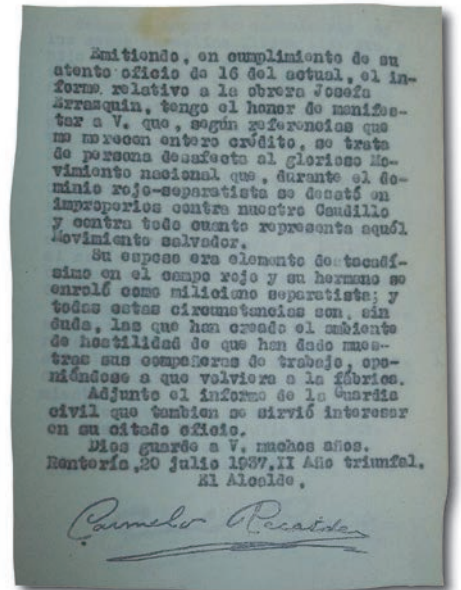 Emitiendo, en cumplimiento de su
atento oficio de 16 del actual, el in-
forme relativo a la obrera Josefa
Errazquin, tengo el honor de manifes-
tar a V. que, según referencias que
me merecen entero crédito, se trata
de persona desafecta al glorioso Mo-
vimiento nacional que, durante el do-
minio rojo-separatista se desató en
improperios contra nuestro Caudillo
y contra todo cuanto representa aquél
Movimiento salvador.
Su esposo era elemento destacadí-
simo en el campo rojo y su hermano se
enroló como miliciano separatista; y
todas estas circunstancias son, sin
duda, las que han creado el ambiente
de hostilidad de que han dado mues-
tras sus compañeras de trabajo, opo-
niéndose a que volviera a la fábrica.
Adjunto el informe de la Guardia
civil que tambien se sirvió interesar
en su citado oficio.
Dios guarde a V. muchos años.
Rentería,20 julio 1937.II Año triunfal.
El Alcalde,
Carmelo Recalde